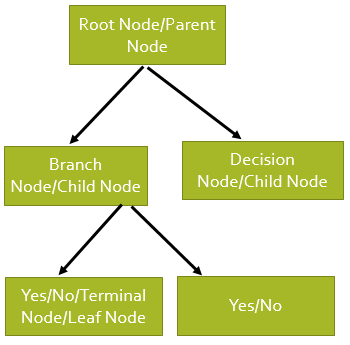 Root Node/Parent
Node
Branch
Node/Child Node
Decision
Node/Child Node
Yes/No/Terminal
Node/Leaf Node
Yes/No